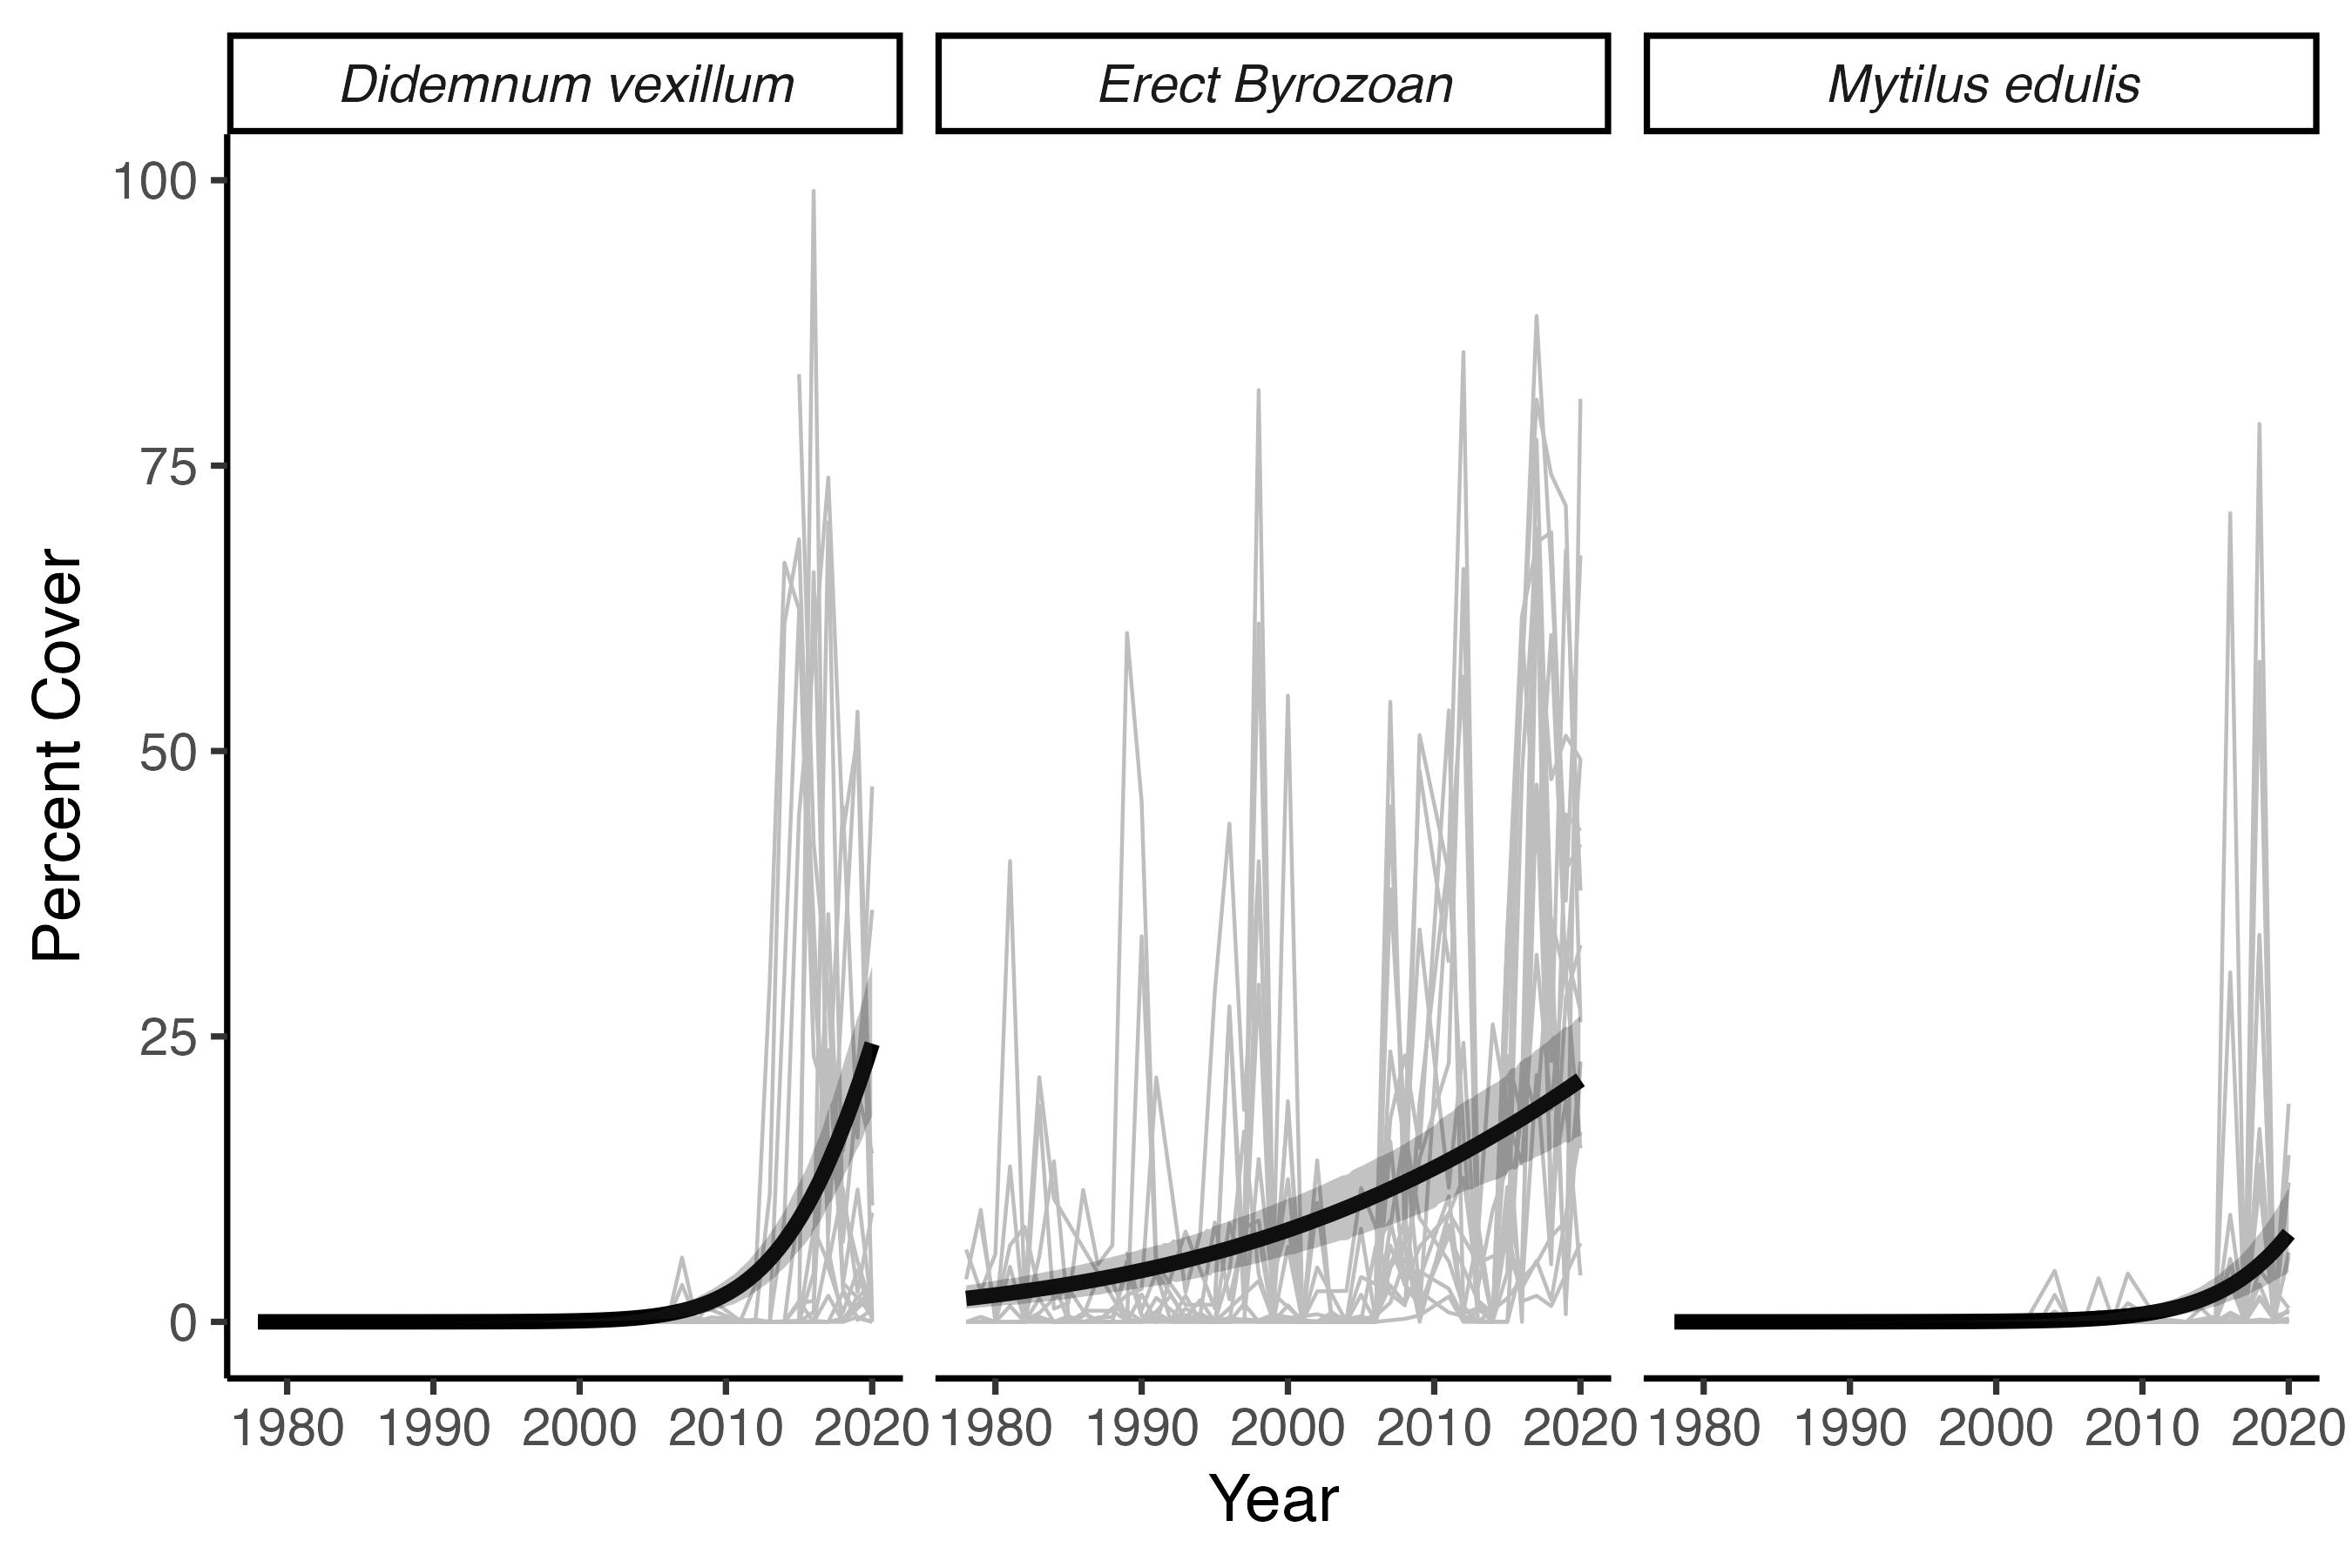 Didemnum vexillum Erect Byrozoan Mytilus edulis
100
75
50
25
0
Percent Cover
1980 1990 2000 2010 2020 1980 1990 2000 2010 2020 1980 1990 2000 2010 2020
Year